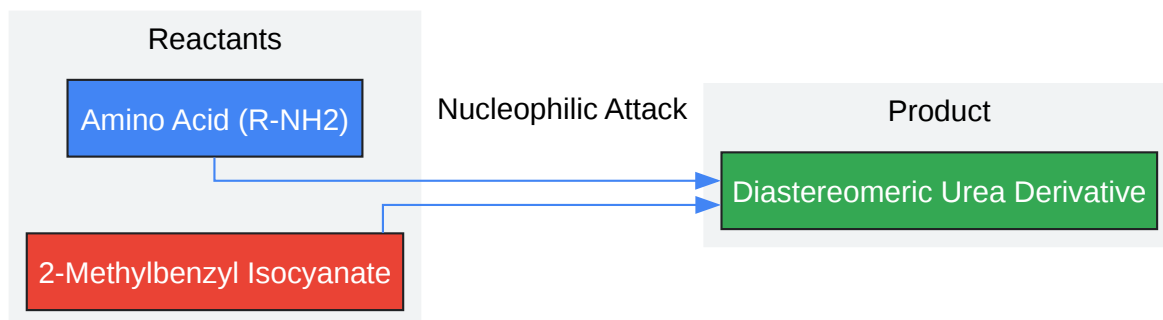 Reactants
Amino Acid (R-NH2)
2-Methylbenzyl Isocyanate
Nucleophilic Attack
Product
Diastereomeric Urea Derivative